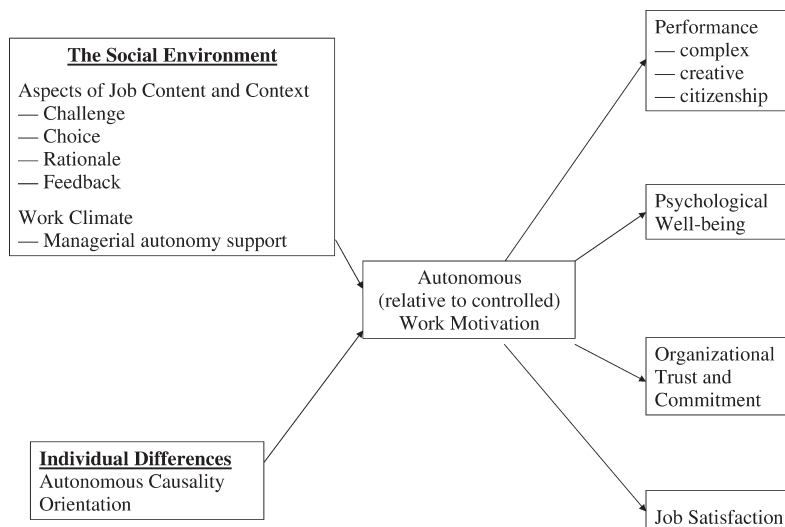 The Social Environment
Aspects of Job Content and Context
— Challenge
— Choice
— Rationale
— Feedback
Work Climate
— Managerial autonomy support
Individual Differences
Autonomous Causality
Orientation
Autonomous
(relative to controlled)
Work Motivation
Performance
— complex
— creative
— citizenship
Psychological
Well-being
Organizational
Trust and
Commitment
Job Satisfaction